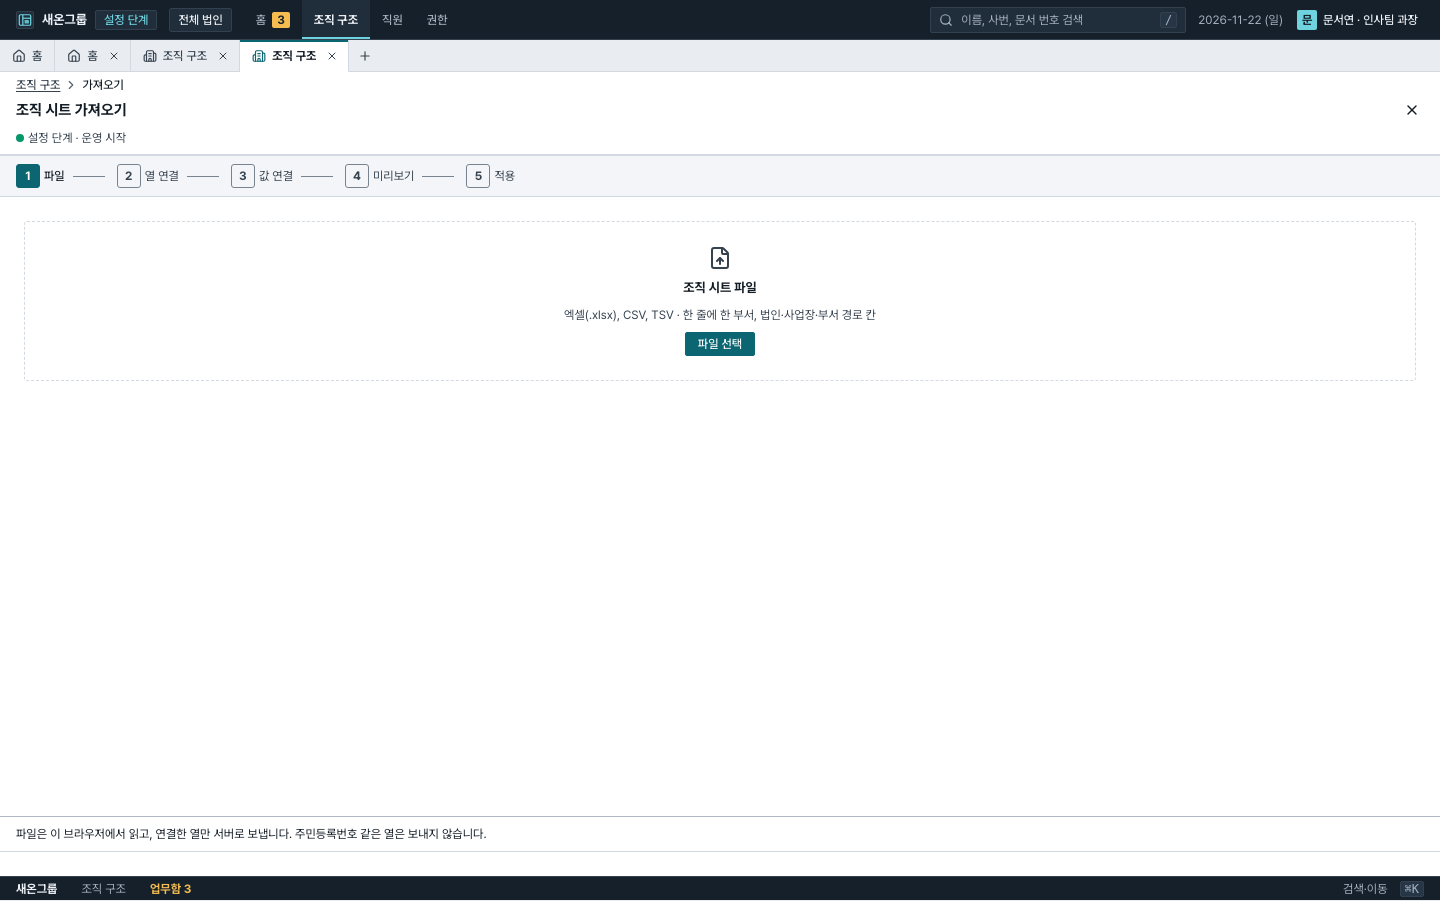 새온그룹 설정 단계 전체 법인 홈 3 조직 구조 직원 권한 이름, 사번, 문서 번호 검색 / 2026-11-22 (일) 문 문서연 · 인사팀 과장
홈 홈 조직 구조 조직 구조
조직 구조 가져오기
조직 시트 가져오기
설정 단계 · 운영 시작
1 파일 2 열 연결 3 값 연결 4 미리보기 5 적용
조직 시트 파일
엑셀(.xlsx), CSV, TSV · 한 줄에 한 부서, 법인·사업장·부서 경로 칸
파일 선택
파일은 이 브라우저에서 읽고, 연결한 열만 서버로 보냅니다. 주민등록번호 같은 열은 보내지 않습니다.
새온그룹 조직 구조 업무함 3 검색·이동 ⌘K